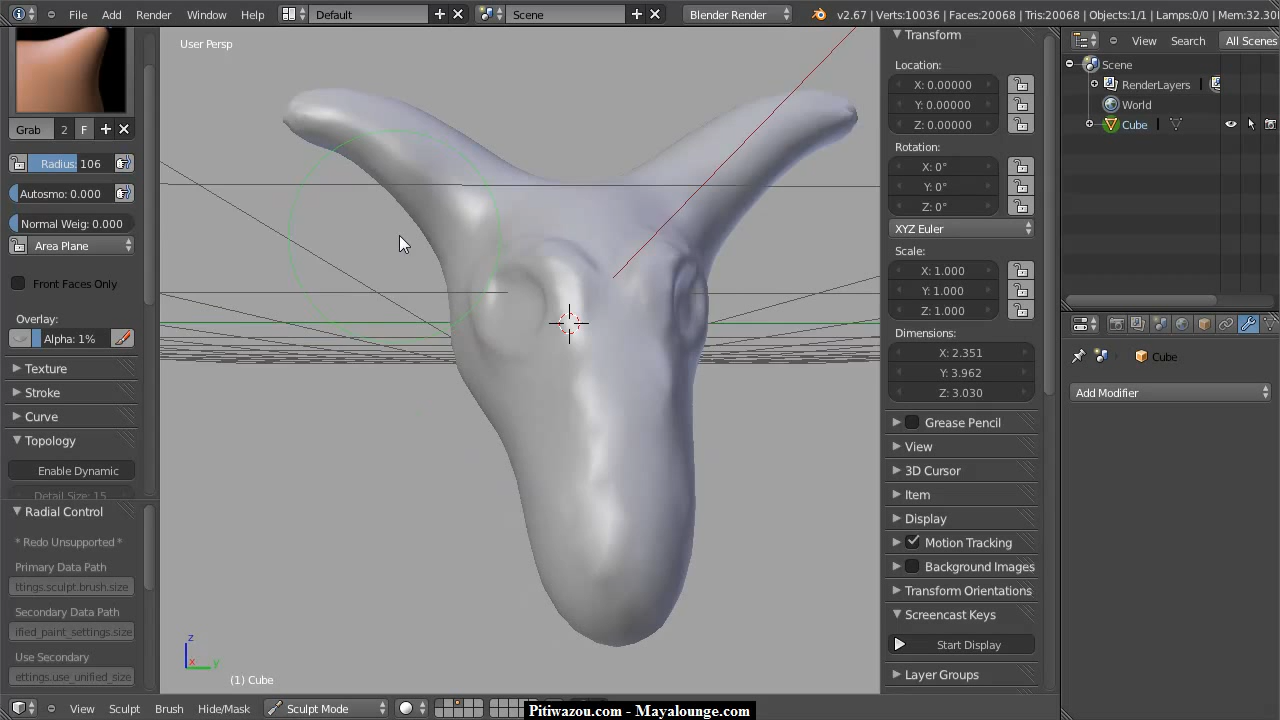 File Add Render Window Help Default Scene Blender Render v2.67 | Verts:10036 | Faces:20068 | Tris:20068 | Objects:1/1 | Lamps:0/0 | Mem:32.30
User Persp
Grab 2 F
Radius: 106
Autosmo: 0.000
Normal Weig: 0.000
Area Plane
Front Faces Only
Overlay:
Alpha: 1%
Texture
Stroke
Curve
Topology
Enable Dynamic
Detail Size: 15
Radial Control
* Redo Unsupported *
Primary Data Path
ttings.sculpt.brush.size
Secondary Data Path
ified_paint_settings.size
Use Secondary
ettings.use_unified_size
z
x y
(1) Cube
Transform
Location:
X: 0.00000
Y: 0.00000
Z: 0.00000
Rotation:
X: 0°
Y: 0°
Z: 0°
XYZ Euler
Scale:
X: 1.000
Y: 1.000
Z: 1.000
Dimensions:
X: 2.351
Y: 3.962
Z: 3.030
Grease Pencil
View
3D Cursor
Item
Display
Motion Tracking
Background Images
Transform Orientations
Screencast Keys
Start Display
Layer Groups
View Search All Scenes
Scene
RenderLayers
World
Cube
Cube
Add Modifier
View Sculpt Brush Hide/Mask Sculpt Mode
Pitiwazou.com - Mayalounge.com